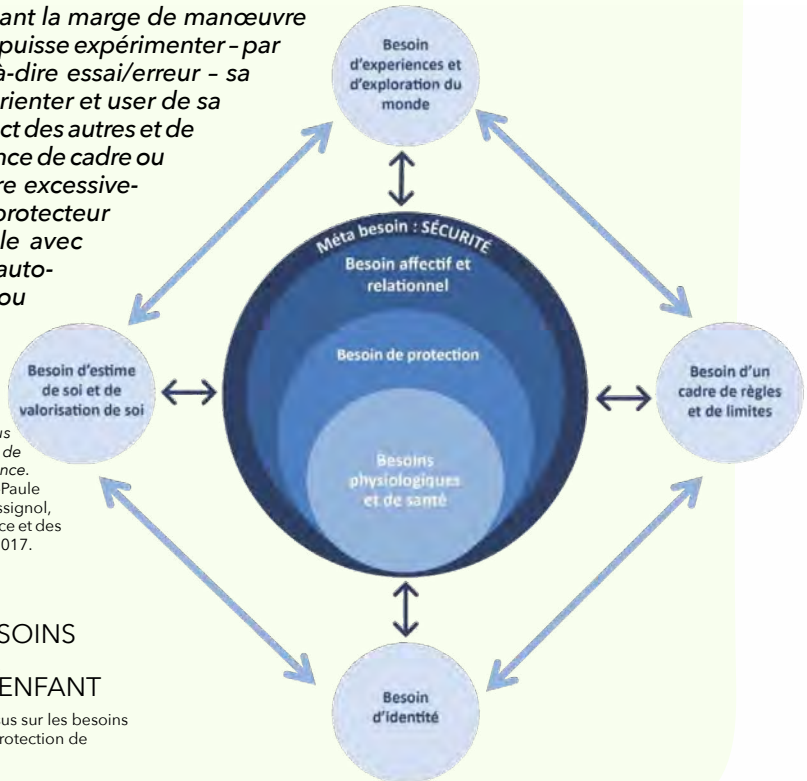 ant la marge de manœuvre
puisse expérimenter – par
à-dire essai/erreur – sa
rienter et user de sa
ct des autres et de
nce de cadre ou
re excessive-
protecteur
le avec
auto-
ou
us
de
nce.
Paule
ssignol,
ce et des
017.
SOINS
ENFANT
us sur les besoins
rotection de
Besoin
d'experiences et
d'exploration du
monde
Méta besoin : SÉCURITÉ
Besoin affectif et
relationnel
Besoin de protection
Besoins
physiologiques
et de santé
Besoin d'estime
de soi et de
valorisation de soi
Besoin d'un
cadre de règles
et de limites
Besoin
d'identité